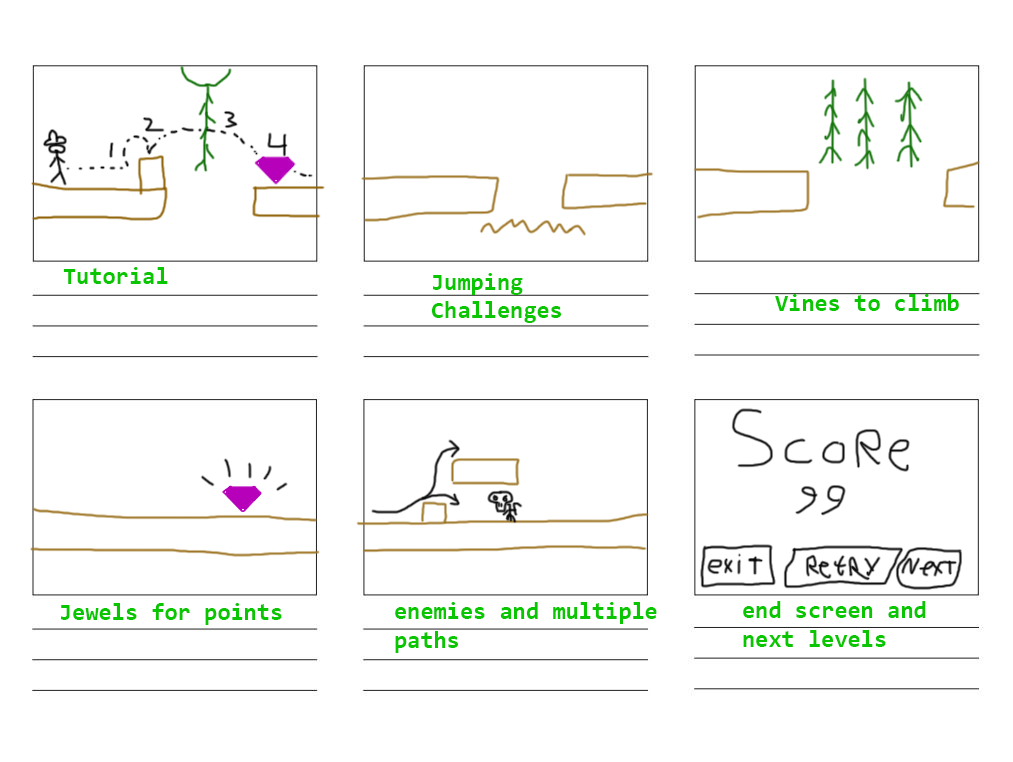 1 2 3 4
Tutorial
Jumping
Challenges
Vines to climb
Jewels for points
enemies and multiple
paths
Score
99
exit RetRy Next
end screen and
next levels